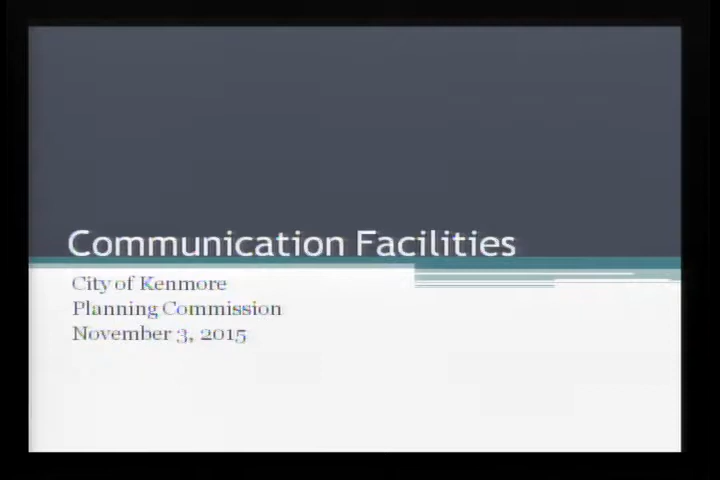 Communication Facilities
City of Kenmore
Planning Commission
November 3, 2015